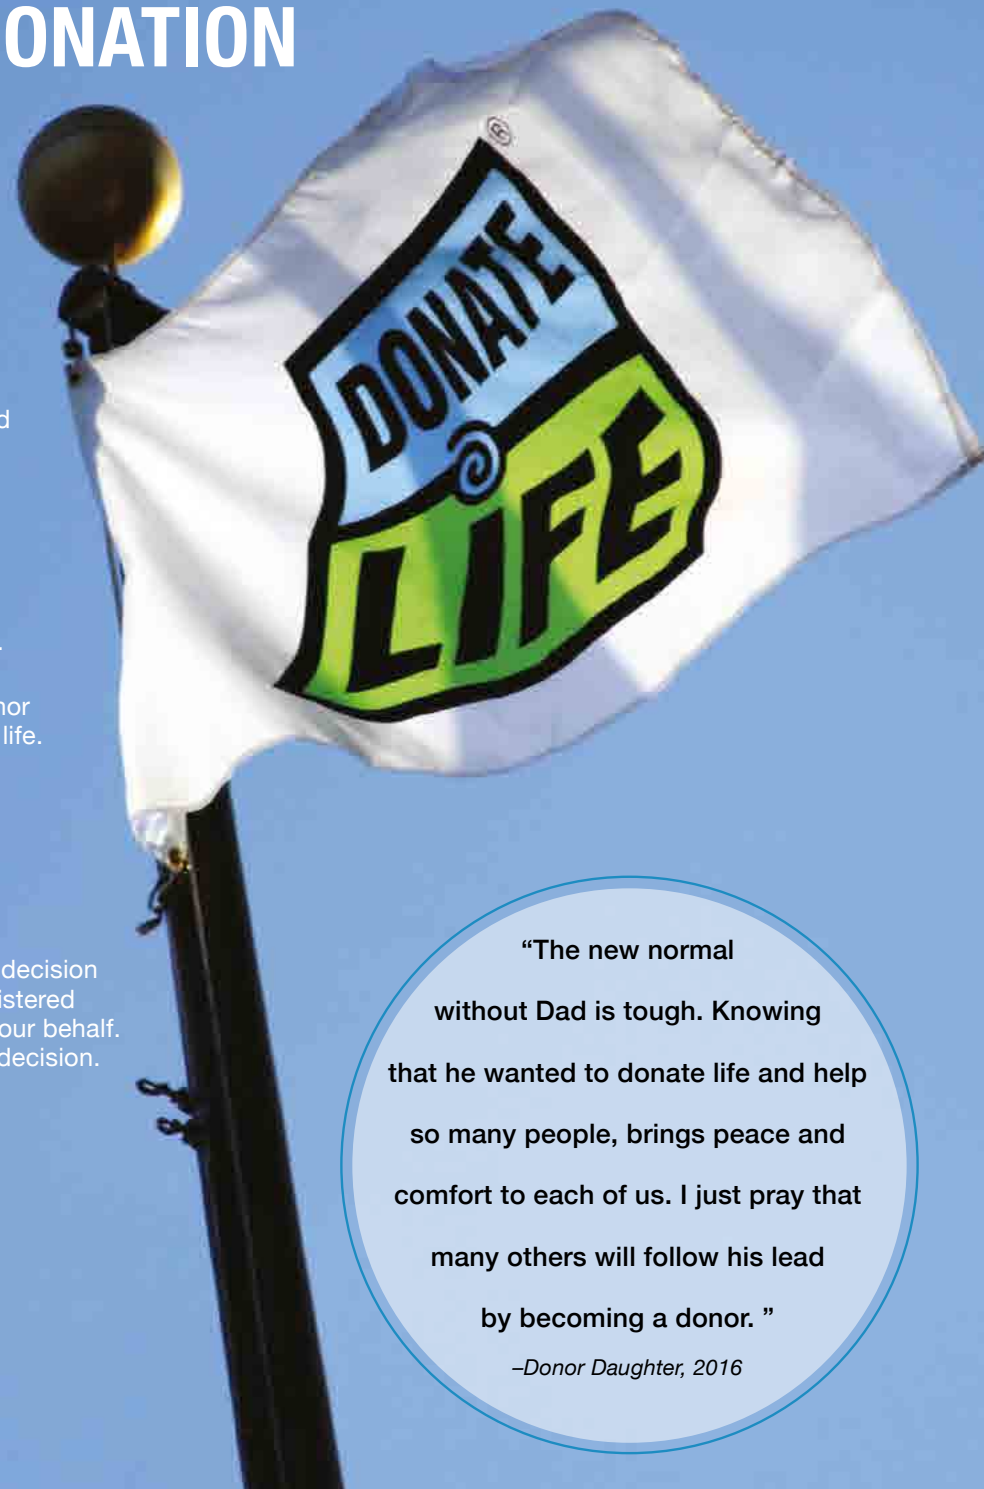 ONATION
©
DONATE
LIFE
d
.
nor
life.
decision
istered
our behalf.
decision.
“The new normal
without Dad is tough. Knowing
that he wanted to donate life and help
so many people, brings peace and
comfort to each of us. I just pray that
many others will follow his lead
by becoming a donor. ”
–Donor Daughter, 2016